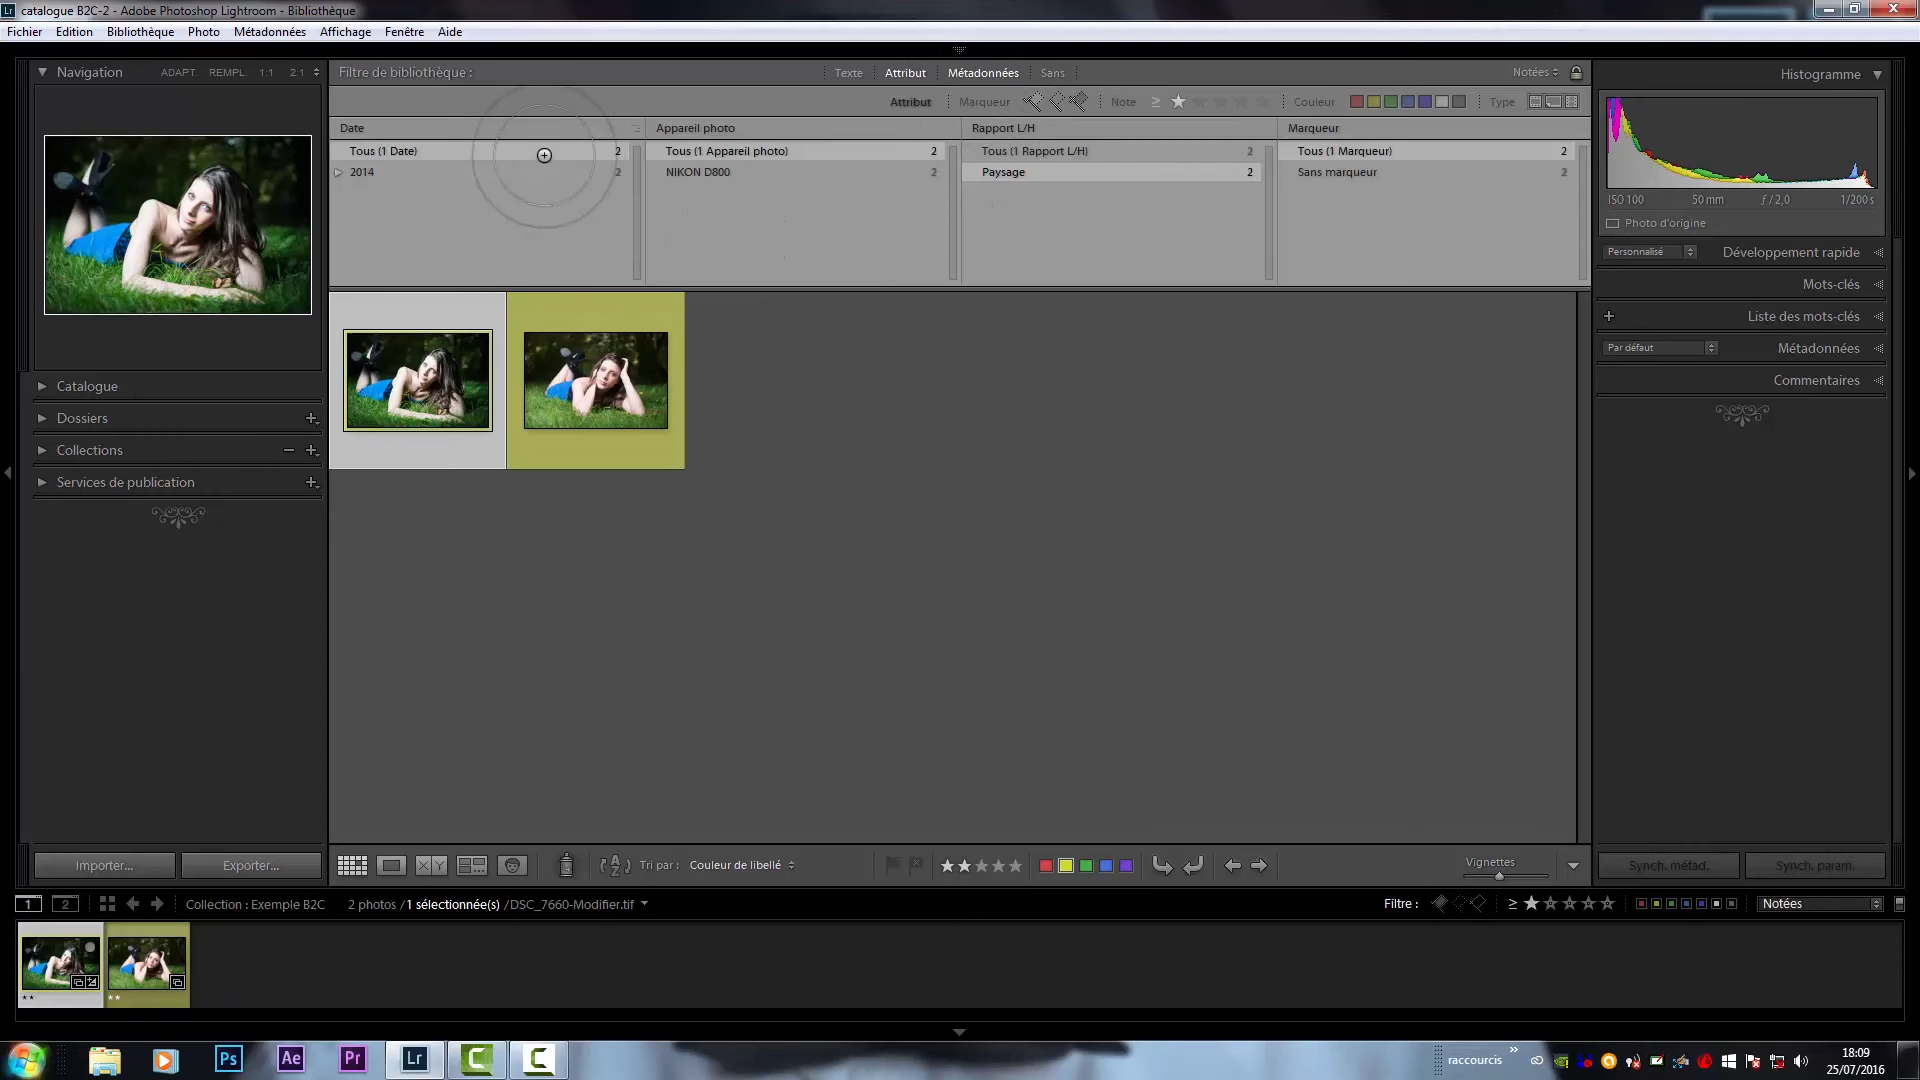 Lr catalogue B2C-2 - Adobe Photoshop Lightroom - Bibliothèque
Fichier Edition Bibliothèque Photo Métadonnées Affichage Fenêtre Aide
Navigation ADAPT. REMPL. 1:1 2:1
Filtre de bibliothèque : Texte Attribut Métadonnées Sans Notées
Histogramme
Attribut Marqueur Note ≥ Couleur Type
Date Appareil photo Rapport L/H Marqueur
Tous (1 Date) 2 Tous (1 Appareil photo) 2 Tous (1 Rapport L/H) 2 Tous (1 Marqueur) 2
2014 2 NIKON D800 2 Paysage 2 Sans marqueur 2
ISO 100 50 mm ƒ / 2,0 1/200 s
Photo d'origine
Personnalisé Développement rapide
Mots-clés
Liste des mots-clés
Par défaut Métadonnées
Commentaires
Catalogue
Dossiers
Collections
Services de publication
Importer... Exporter...
XY
Tri par : Couleur de libellé
Vignettes
Synch. métad. Synch. param.
1 2 Collection : Exemple B2C 2 photos / 1 sélectionnée(s) / DSC_7660-Modifier.tif
Filtre : ≥ Notées
Ps Ae Pr Lr
raccourcis
18:09
25/07/2016